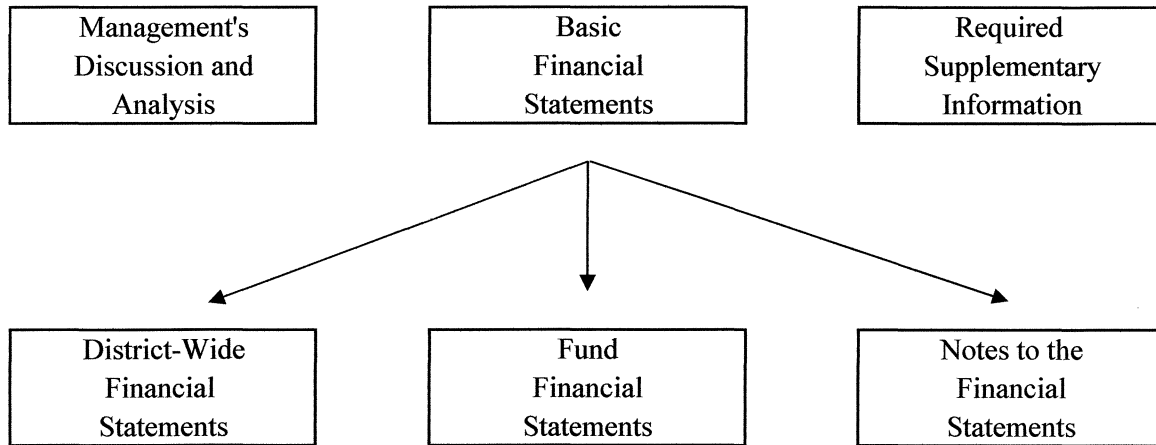 Management's
Discussion and
Analysis
Basic
Financial
Statements
Required
Supplementary
Information
District-Wide
Financial
Statements
Fund
Financial
Statements
Notes to the
Financial
Statements